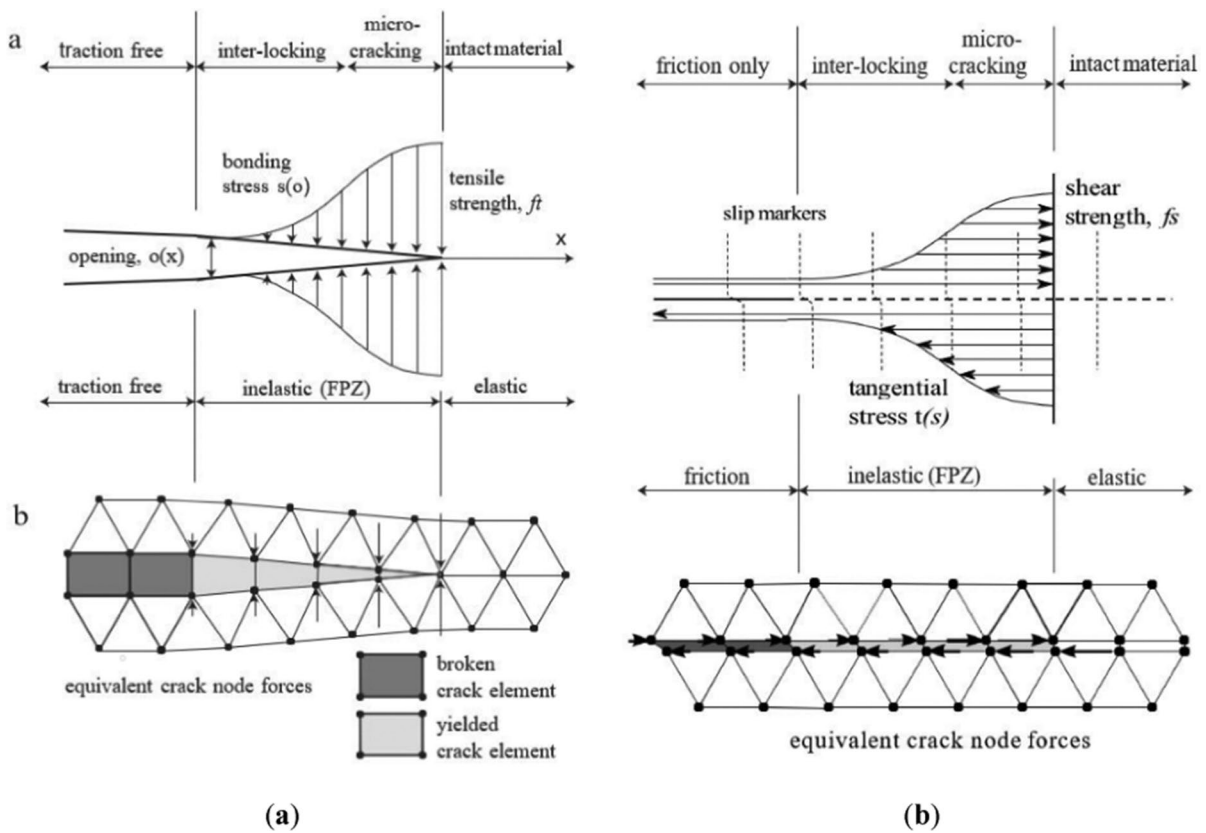 a
micro-
traction free
inter-locking
cracking
intact material
bonding
stress s(o)
tensile
strength, ft
x
opening, o(x)
traction free
inelastic (FPZ)
elastic
b
equivalent crack node forces
broken
crack element
yielded
crack element
(a)
micro-
friction only
inter-locking
cracking
intact material
slip markers
shear
strength, fs
tangential
stress t(s)
friction
inelastic (FPZ)
elastic
equivalent crack node forces
(b)